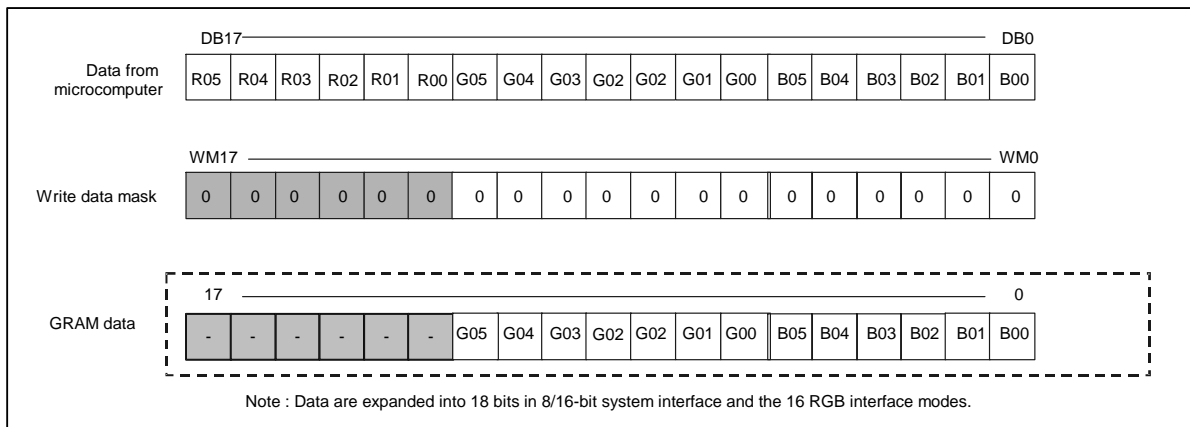 DB17 DB0
Data from
microcomputer
R05 R04 R03 R02 R01 R00 G05 G04 G03 G02 G02 G01 G00 B05 B04 B03 B02 B01 B00
WM17 WM0
Write data mask
0 0 0 0 0 0 0 0 0 0 0 0 0 0 0 0 0 0 0
17 0
GRAM data
- - - - - - G05 G04 G03 G02 G02 G01 G00 B05 B04 B03 B02 B01 B00
Note : Data are expanded into 18 bits in 8/16-bit system interface and the 16 RGB interface modes.